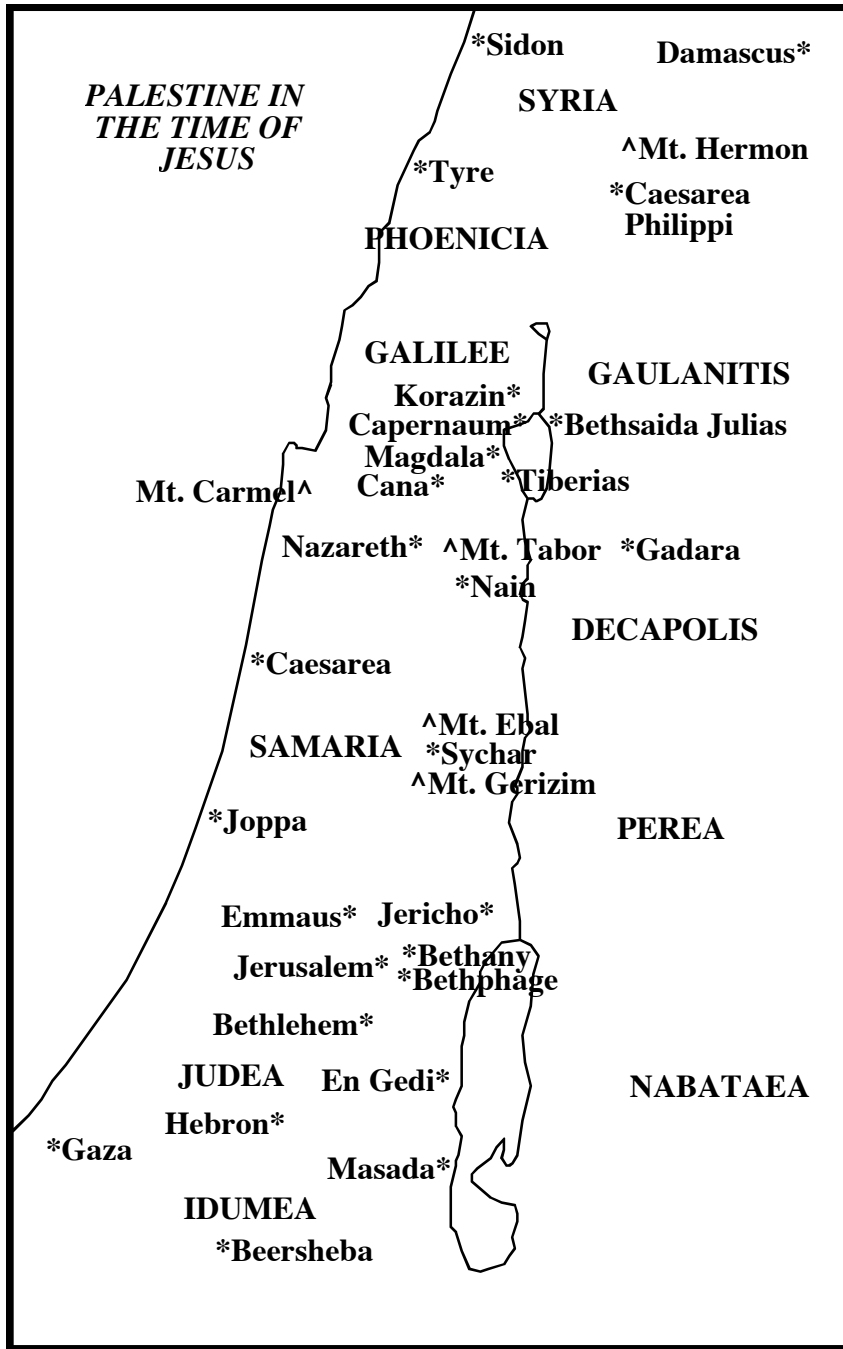 *Sidon
Damascus*
PALESTINE IN
THE TIME OF
JESUS
SYRIA
^Mt. Hermon
*Tyre
*Caesarea
Philippi
PHOENICIA
GALILEE
GAULANITIS
Korazin*
Capernaum*
*Bethsaida Julias
Magdala*
*Tiberias
Cana*
Mt. Carmel^
Nazareth*
^Mt. Tabor
*Gadara
*Nain
DECAPOLIS
*Caesarea
^Mt. Ebal
SAMARIA
*Sychar
^Mt. Gerizim
*Joppa
PEREA
Emmaus*
Jericho*
*Bethany
Jerusalem*
*Bethphage
Bethlehem*
JUDEA
En Gedi*
NABATAEA
Hebron*
*Gaza
Masada*
IDUMEA
*Beersheba